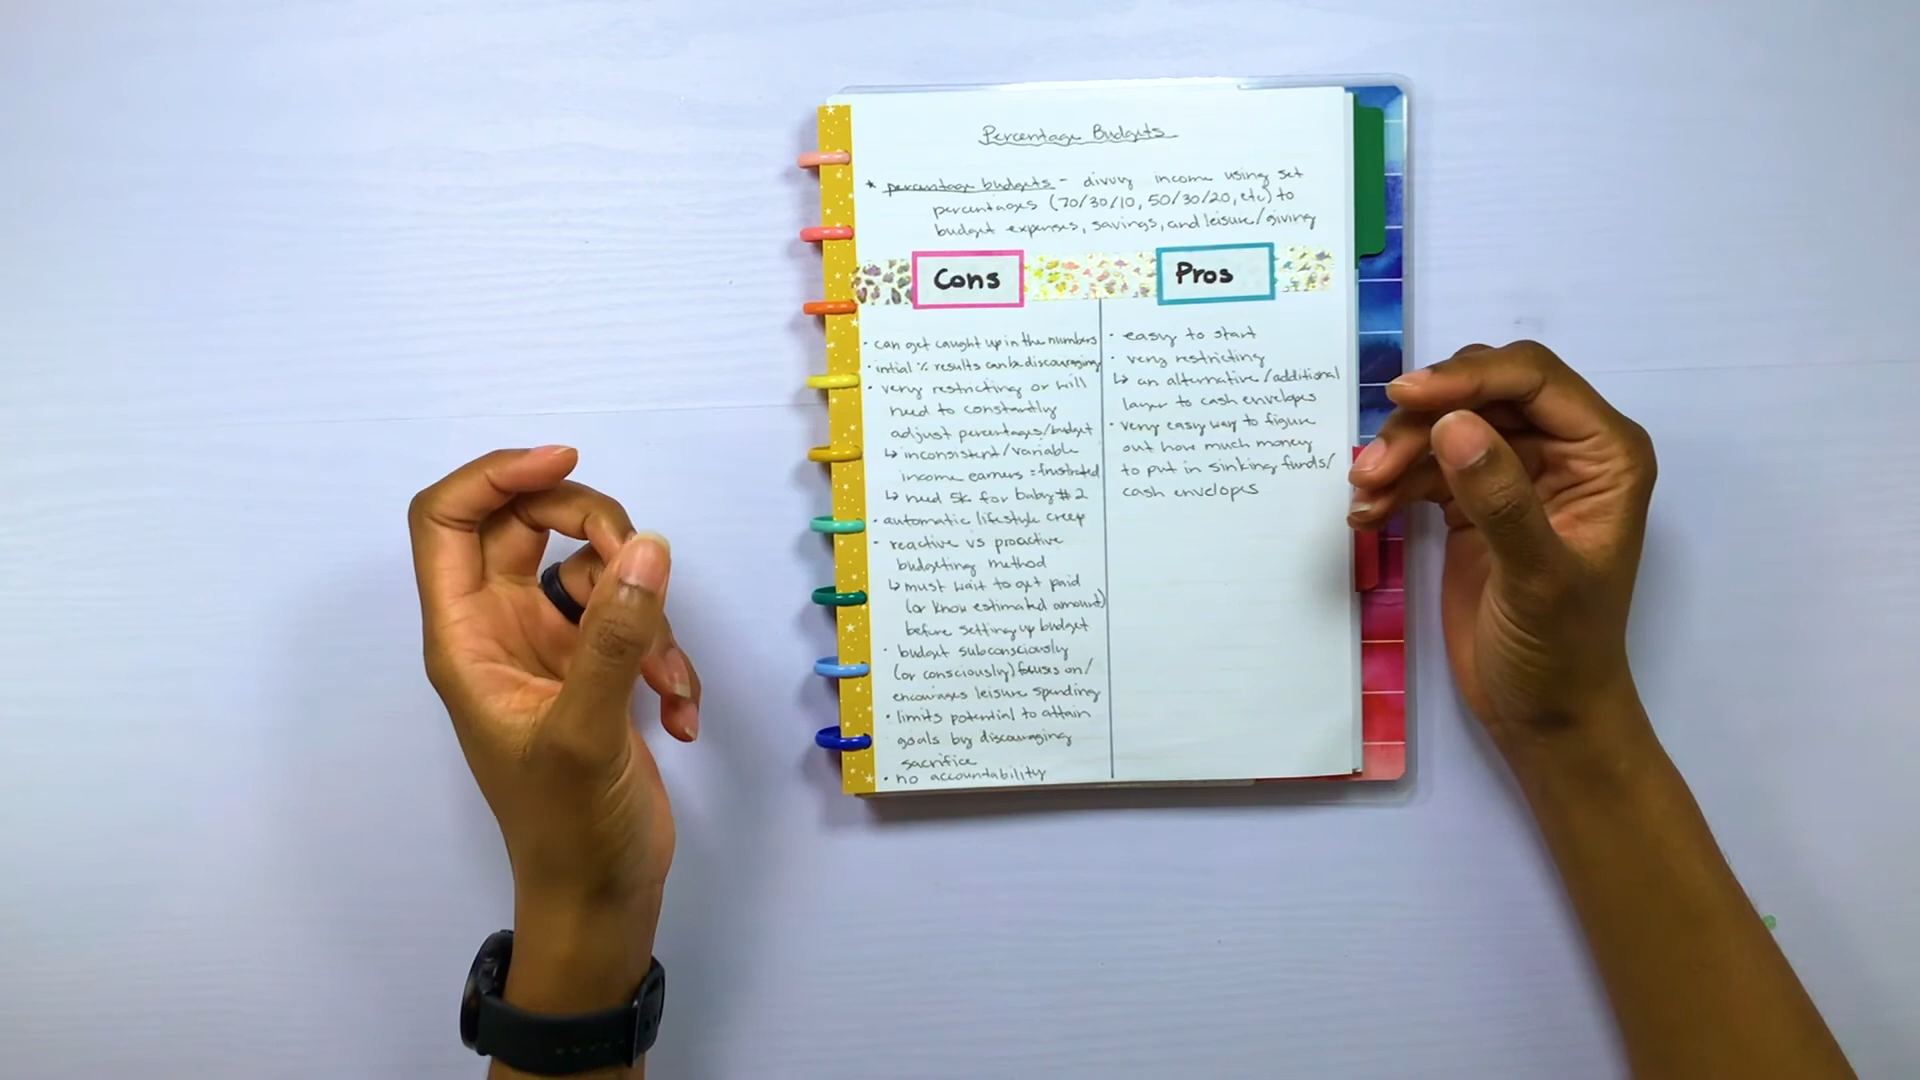 Percentage Budgets
* percentage budgets - divvy income using set
percentages (70/30/10, 50/30/20, etc) to
budget expenses, savings, and leisure/giving
Cons
• can get caught up in the numbers
• intial % results can be discouraging
• very restricting or will
need to constantly
adjust percentages/budget
↳ inconsistent/variable
income earners = frustrated
↳ need 5k for baby #2
• automatic lifestyle creep
• reactive vs proactive
budgeting method
↳ must wait to get paid
(or know estimated amount)
before setting up budget
• budget subconsciously
(or consciously) focuses on/
encourages leisure spending
• limits potential to attain
goals by discouraging
sacrifice
• no accountability
Pros
• easy to start
• very restricting
↳ an alternative/additional
layer to cash envelopes
• very easy way to figure
out how much money
to put in sinking funds/
cash envelopes